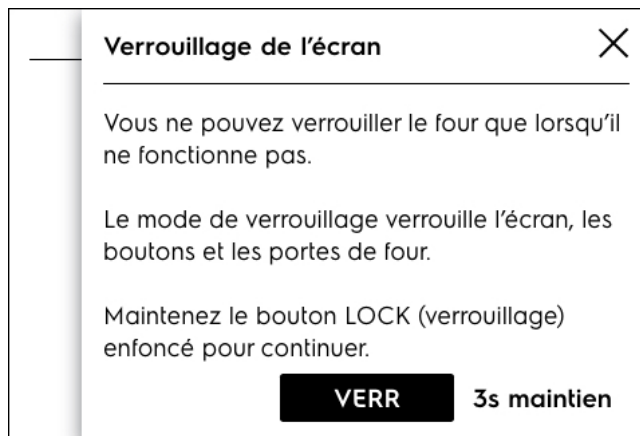 Verrouillage de l’écran
Vous ne pouvez verrouiller le four que lorsqu’il
ne fonctionne pas.
Le mode de verrouillage verrouille l’écran, les
boutons et les portes de four.
Maintenez le bouton LOCK (verrouillage)
enfoncé pour continuer.
VERR 3s maintien